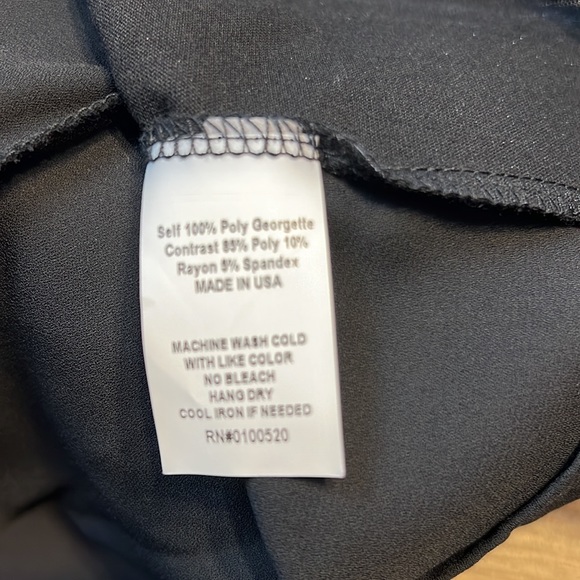 Self 100% Poly Georgette
Contrast 85% Poly 10%
Rayon 5% Spandex
MADE IN USA
MACHINE WASH COLD
WITH LIKE COLOR
NO BLEACH
HANG DRY
COOL IRON IF NEEDED
RN#0100520